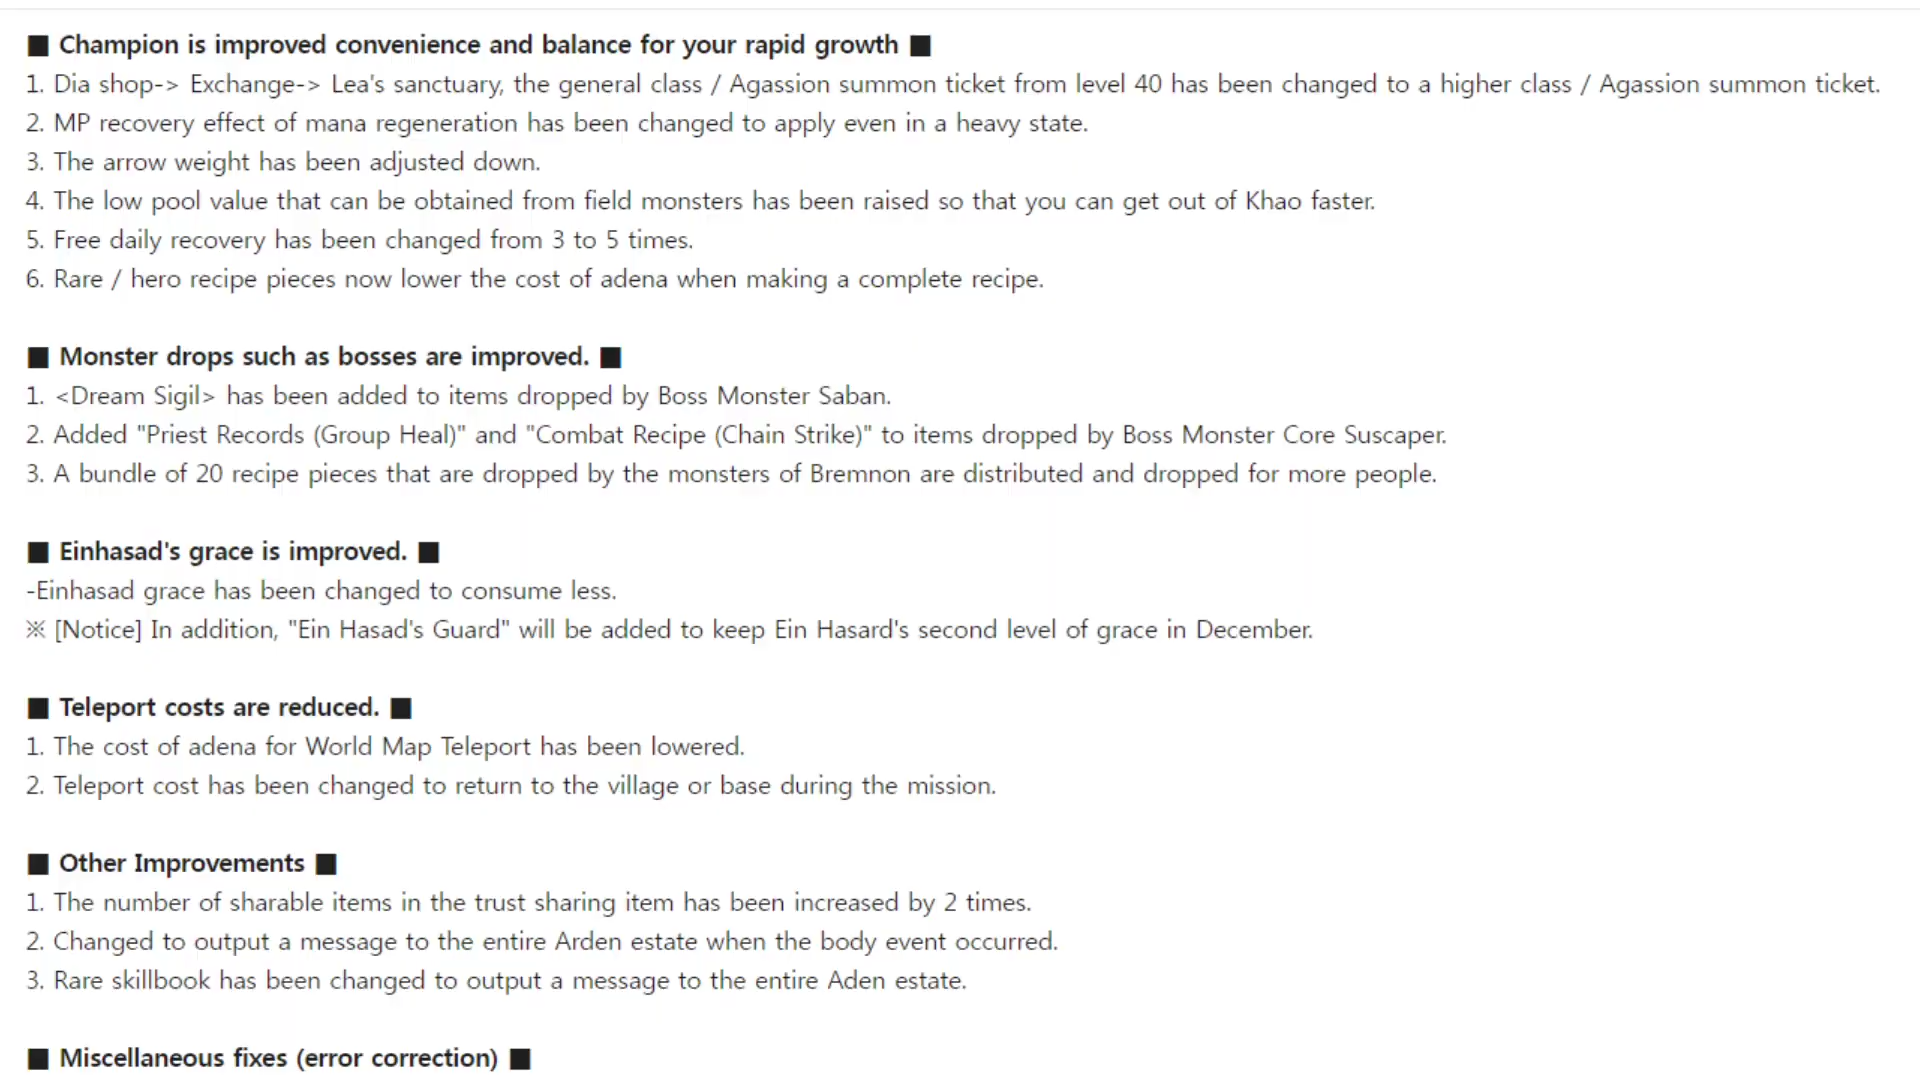 ■ Champion is improved convenience and balance for your rapid growth ■
1. Dia shop-> Exchange-> Lea's sanctuary, the general class / Agassion summon ticket from level 40 has been changed to a higher class / Agassion summon ticket.
2. MP recovery effect of mana regeneration has been changed to apply even in a heavy state.
3. The arrow weight has been adjusted down.
4. The low pool value that can be obtained from field monsters has been raised so that you can get out of Khao faster.
5. Free daily recovery has been changed from 3 to 5 times.
6. Rare / hero recipe pieces now lower the cost of adena when making a complete recipe.
■ Monster drops such as bosses are improved. ■
1. <Dream Sigil> has been added to items dropped by Boss Monster Saban.
2. Added "Priest Records (Group Heal)" and "Combat Recipe (Chain Strike)" to items dropped by Boss Monster Core Suscaper.
3. A bundle of 20 recipe pieces that are dropped by the monsters of Bremnon are distributed and dropped for more people.
■ Einhasad's grace is improved. ■
-Einhasad grace has been changed to consume less.
※ [Notice] In addition, "Ein Hasad's Guard" will be added to keep Ein Hasard's second level of grace in December.
■ Teleport costs are reduced. ■
1. The cost of adena for World Map Teleport has been lowered.
2. Teleport cost has been changed to return to the village or base during the mission.
■ Other Improvements ■
1. The number of sharable items in the trust sharing item has been increased by 2 times.
2. Changed to output a message to the entire Arden estate when the body event occurred.
3. Rare skillbook has been changed to output a message to the entire Aden estate.
■ Miscellaneous fixes (error correction) ■